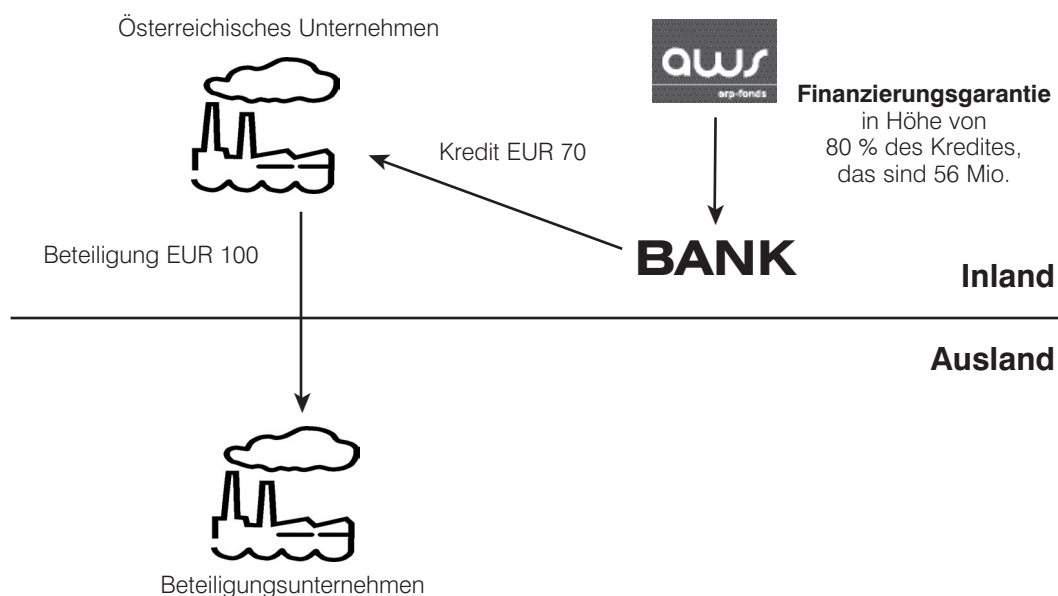 Österreichisches Unternehmen
aws
erp-fonds
Finanzierungsgarantie
in Höhe von
80 % des Kredites,
das sind 56 Mio.
Kredit EUR 70
Beteiligung EUR 100
BANK
Inland
Ausland
Beteiligungsunternehmen